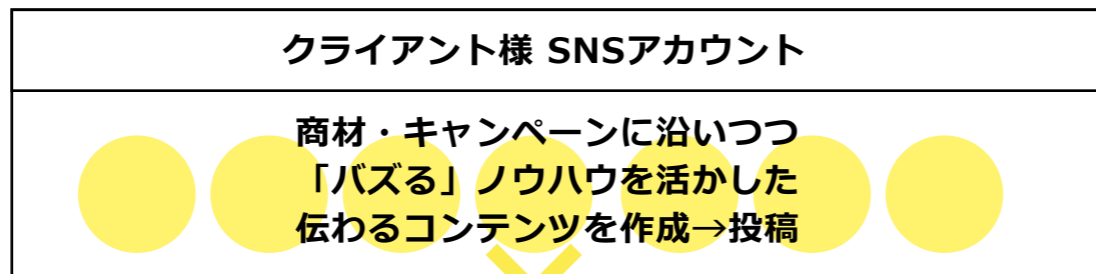 クライアント様 SNSアカウント
商材・キャンペーンに沿いつつ
「バズる」ノウハウを活かした
伝わるコンテンツを作成→投稿